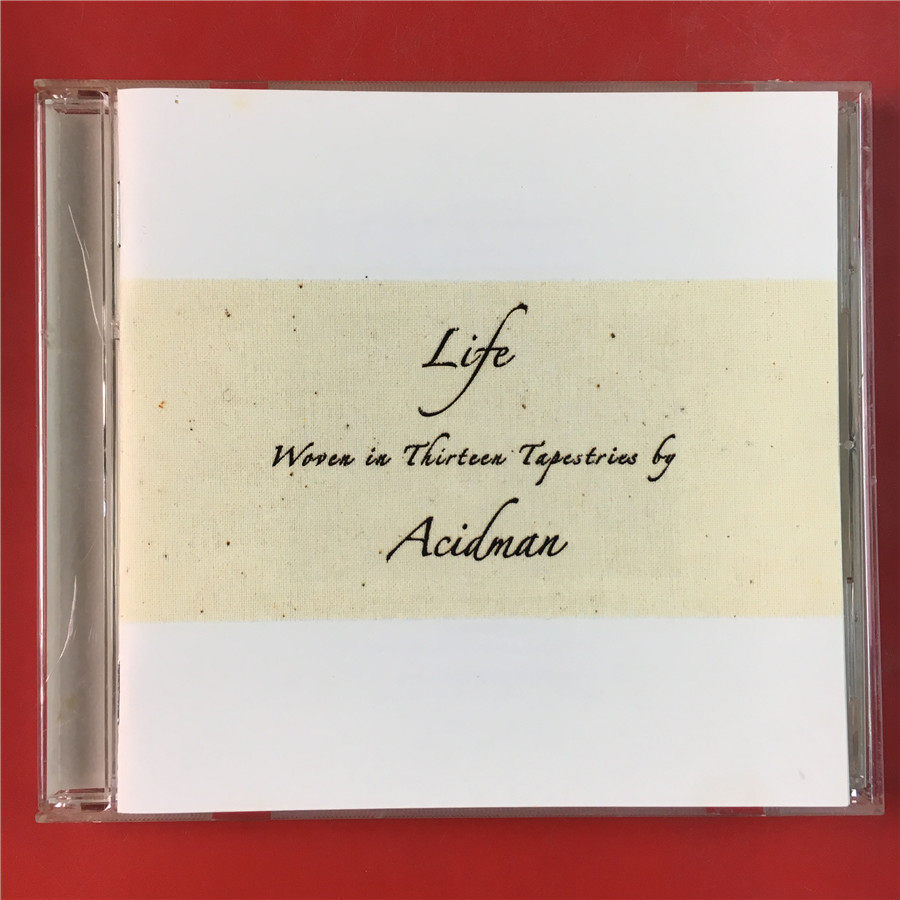 Life
Woven in Thirteen Tapestries by
Acidman